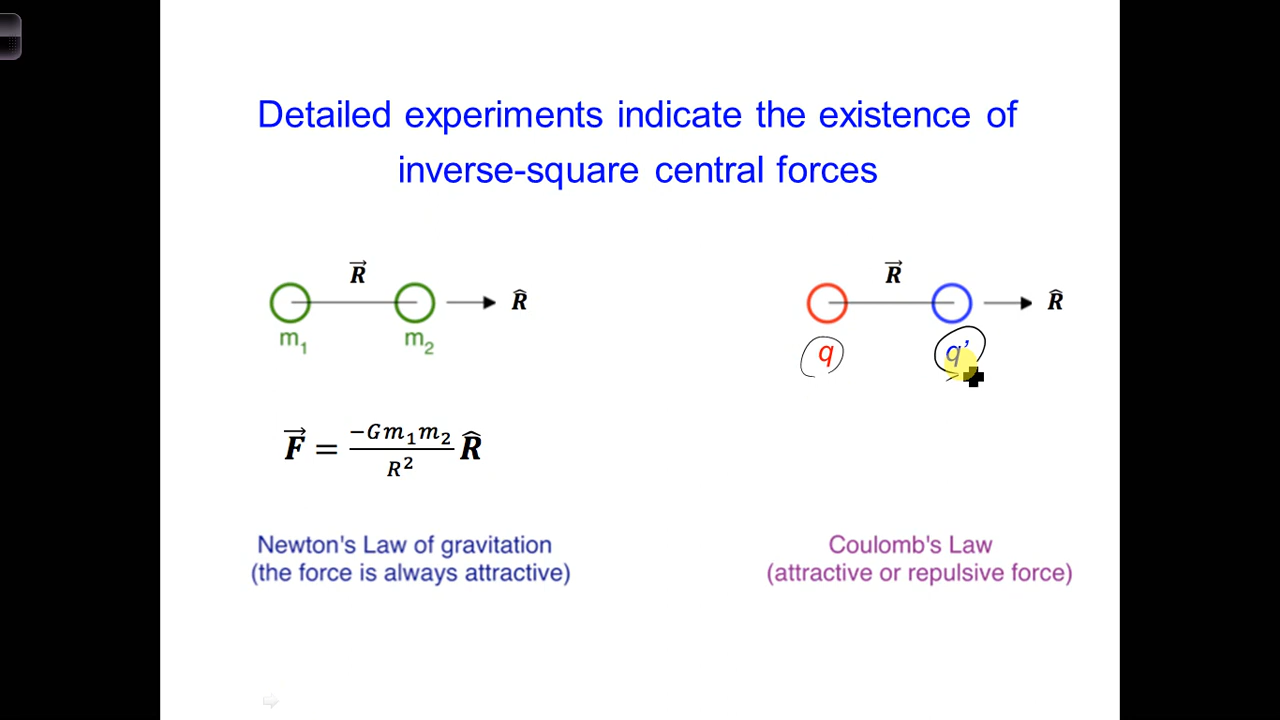 Detailed experiments indicate the existence of
inverse-square central forces
R⃗
R̂
m₁ m₂
R⃗
R̂
q q’
F⃗ = −Gm₁m₂/R² R̂
Newton's Law of gravitation
(the force is always attractive)
Coulomb's Law
(attractive or repulsive force)